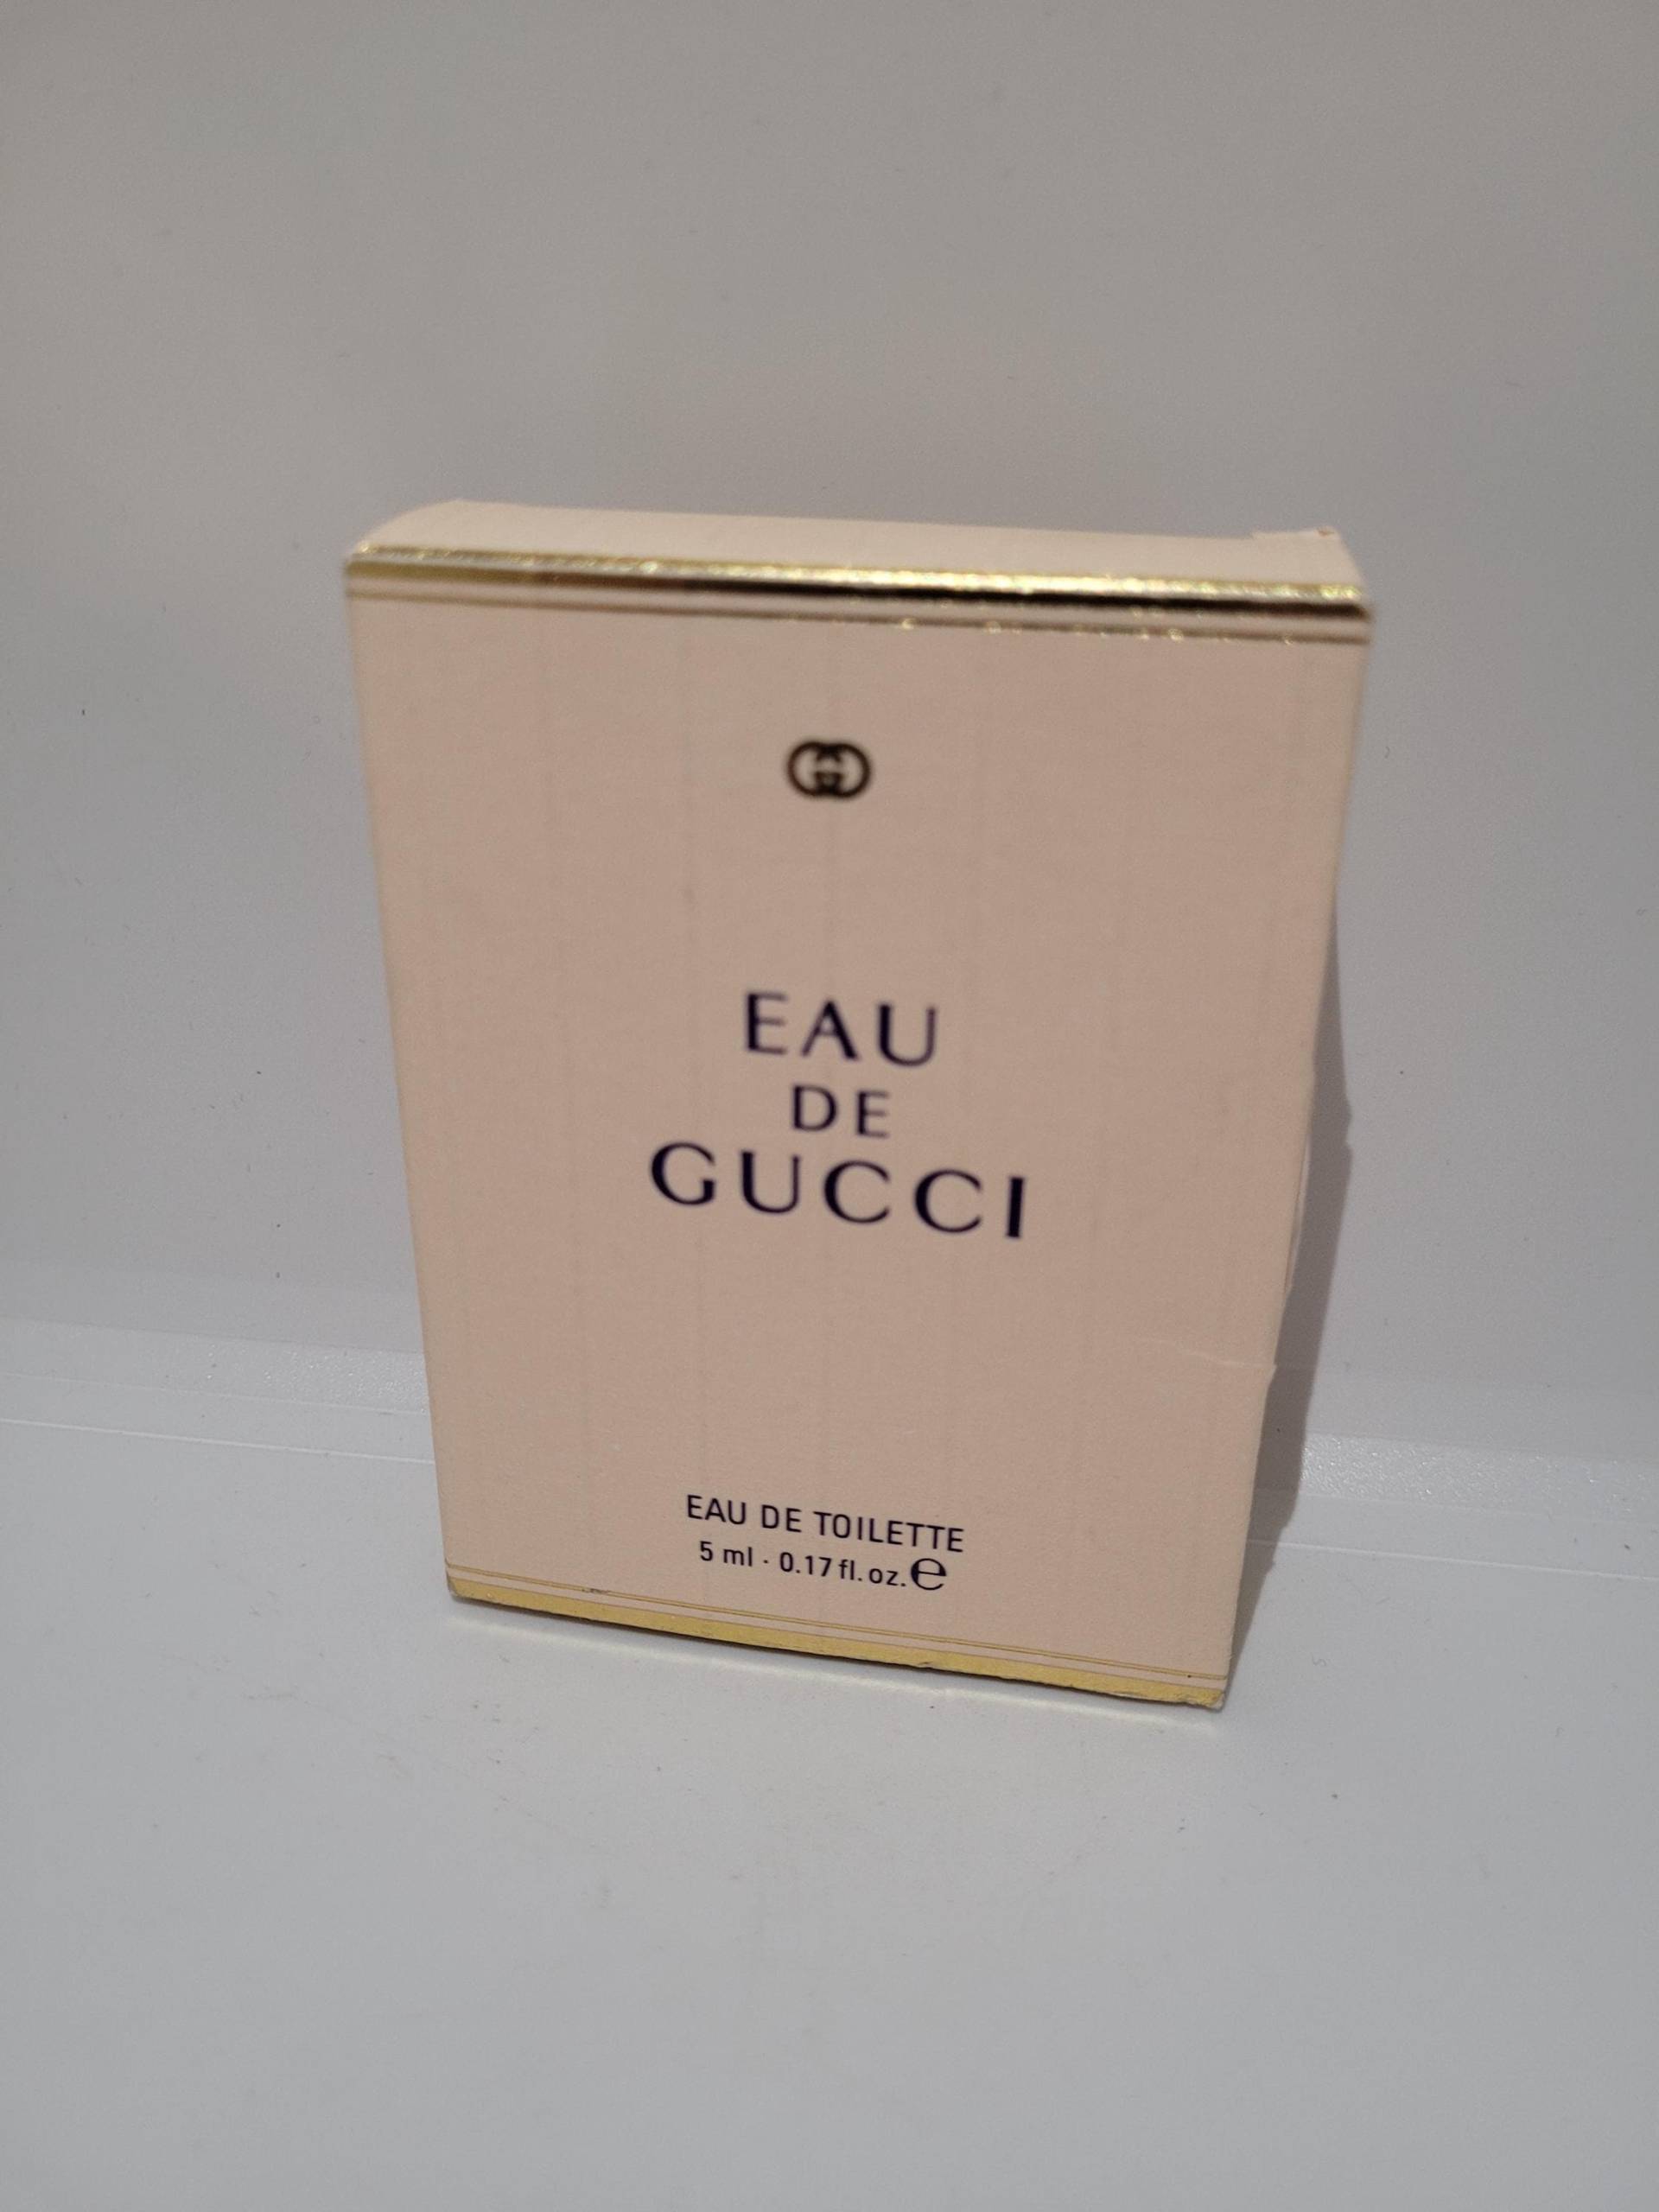 EAU
DE
GUCCI
EAU DE TOILETTE
5 ml · 0.17 fl. oz. ℮